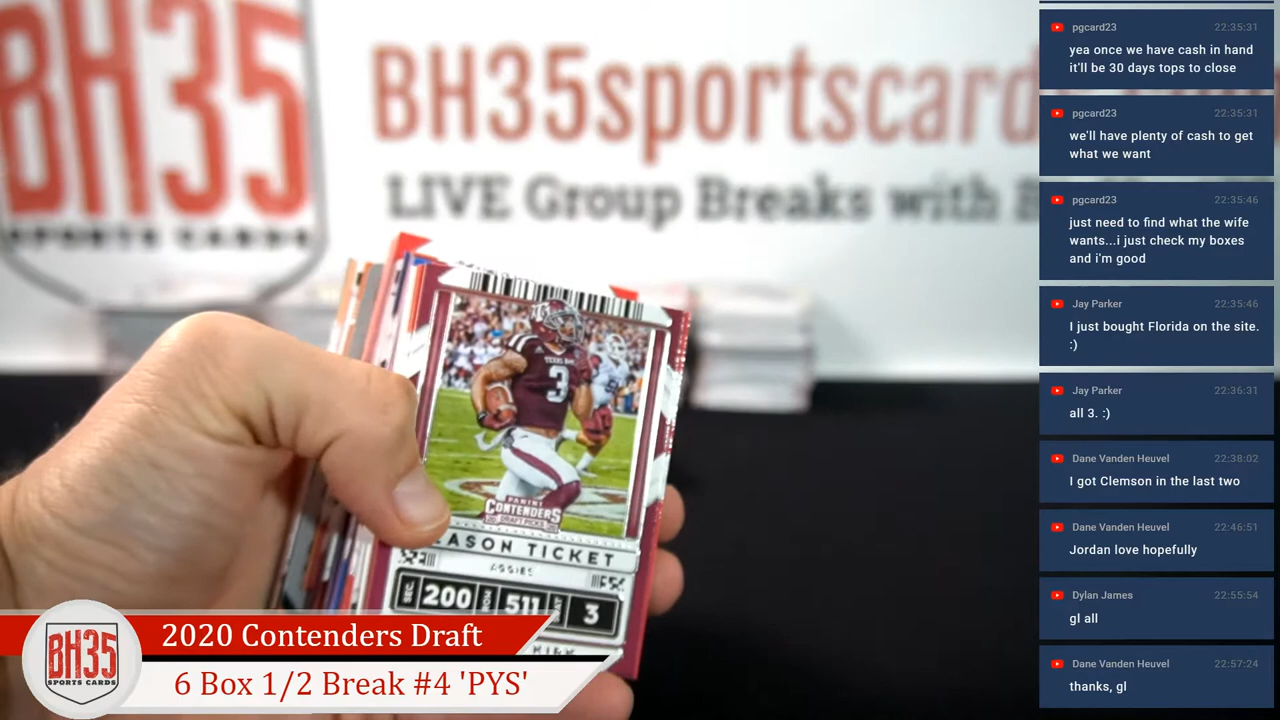 BH35
SPORTS CARDS
BH35sportscards
LIVE Group Breaks with
TEXAS
3
PANINI
CONTENDERS
DRAFT PICKS
SEASON TICKET
AGGIES
SEC. 200 ROW 511 3
KIRK
BH35
SPORTS CARDS
2020 Contenders Draft
6 Box 1/2 Break #4 'PYS'
pgcard23 22:35:31
yea once we have cash in hand
it'll be 30 days tops to close
pgcard23 22:35:31
we'll have plenty of cash to get
what we want
pgcard23 22:35:46
just need to find what the wife
wants...i just check my boxes
and i'm good
Jay Parker 22:35:46
I just bought Florida on the site.
:)
Jay Parker 22:36:31
all 3. :)
Dane Vanden Heuvel 22:38:02
I got Clemson in the last two
Dane Vanden Heuvel 22:46:51
Jordan love hopefully
Dylan James 22:55:54
gl all
Dane Vanden Heuvel 22:57:24
thanks, gl